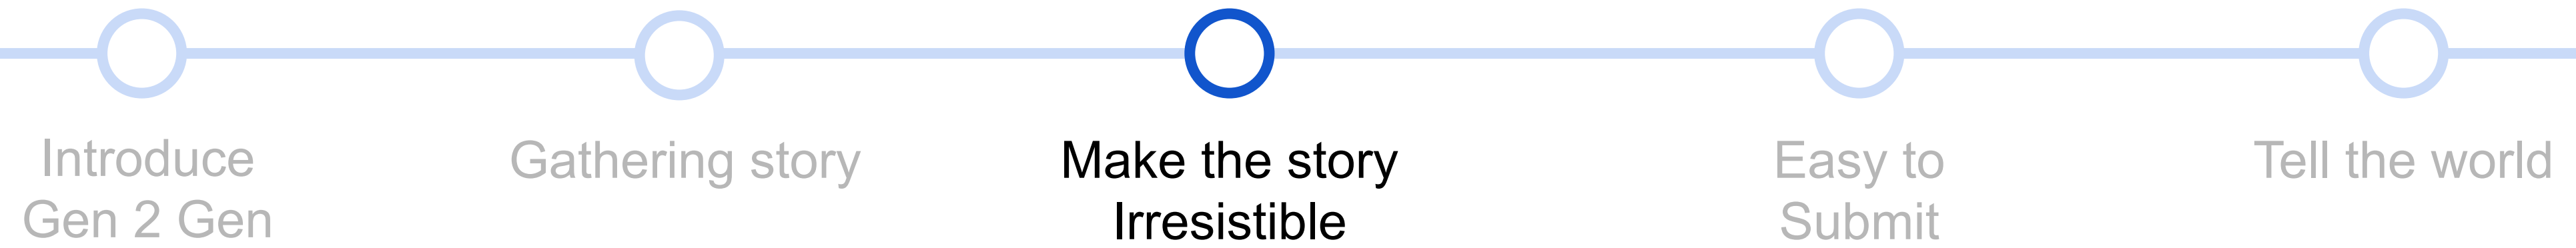 Introduce
Gen 2 Gen
Gathering story
Make the story
Irresistible
Easy to
Submit
Tell the world